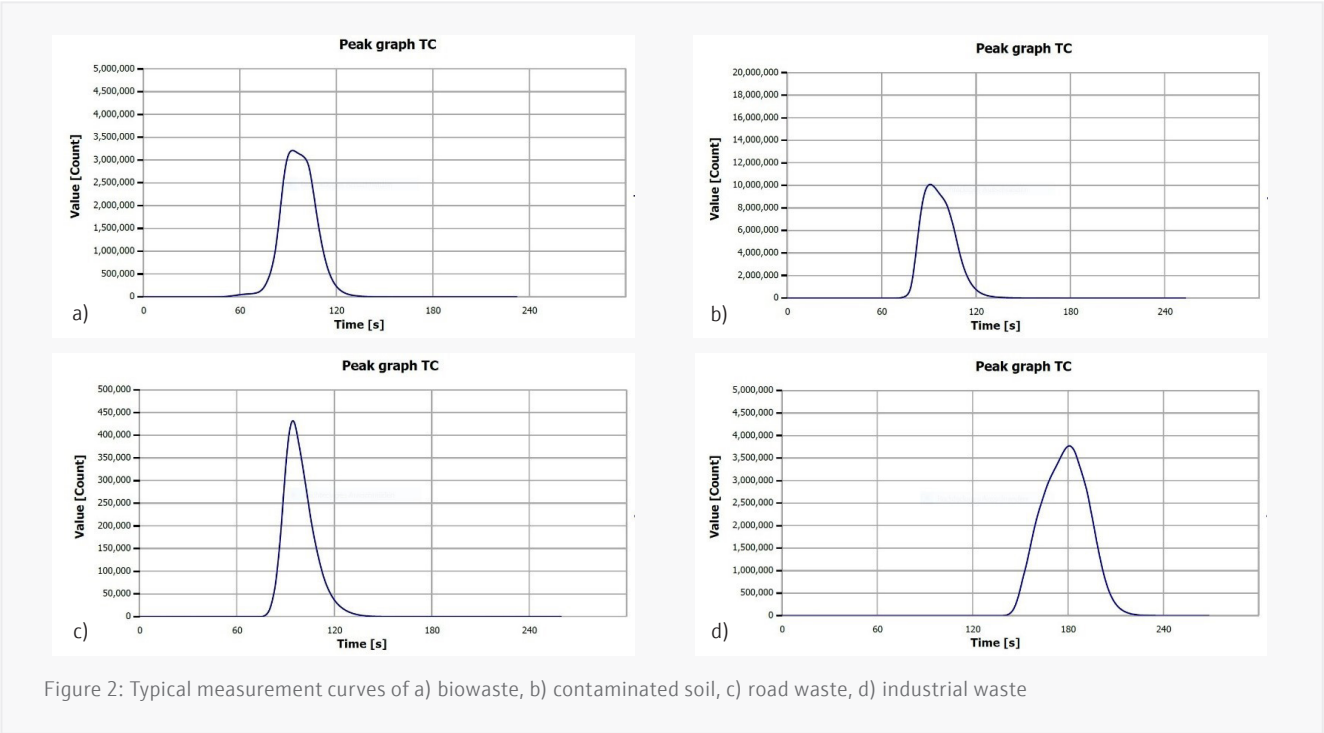 Peak graph TC
5,000,000
4,500,000
4,000,000
3,500,000
3,000,000
2,500,000
2,000,000
1,500,000
1,000,000
500,000
0
Value [Count]
0 60 120 180 240
Time [s]
a)
Peak graph TC
20,000,000
18,000,000
16,000,000
14,000,000
12,000,000
10,000,000
8,000,000
6,000,000
4,000,000
2,000,000
0
Value [Count]
0 60 120 180 240
Time [s]
b)
Peak graph TC
500,000
450,000
400,000
350,000
300,000
250,000
200,000
150,000
100,000
50,000
0
Value [Count]
0 60 120 180 240
Time [s]
c)
Peak graph TC
5,000,000
4,500,000
4,000,000
3,500,000
3,000,000
2,500,000
2,000,000
1,500,000
1,000,000
500,000
0
Value [Count]
0 60 120 180 240
Time [s]
d)
Figure 2: Typical measurement curves of a) biowaste, b) contaminated soil, c) road waste, d) industrial waste